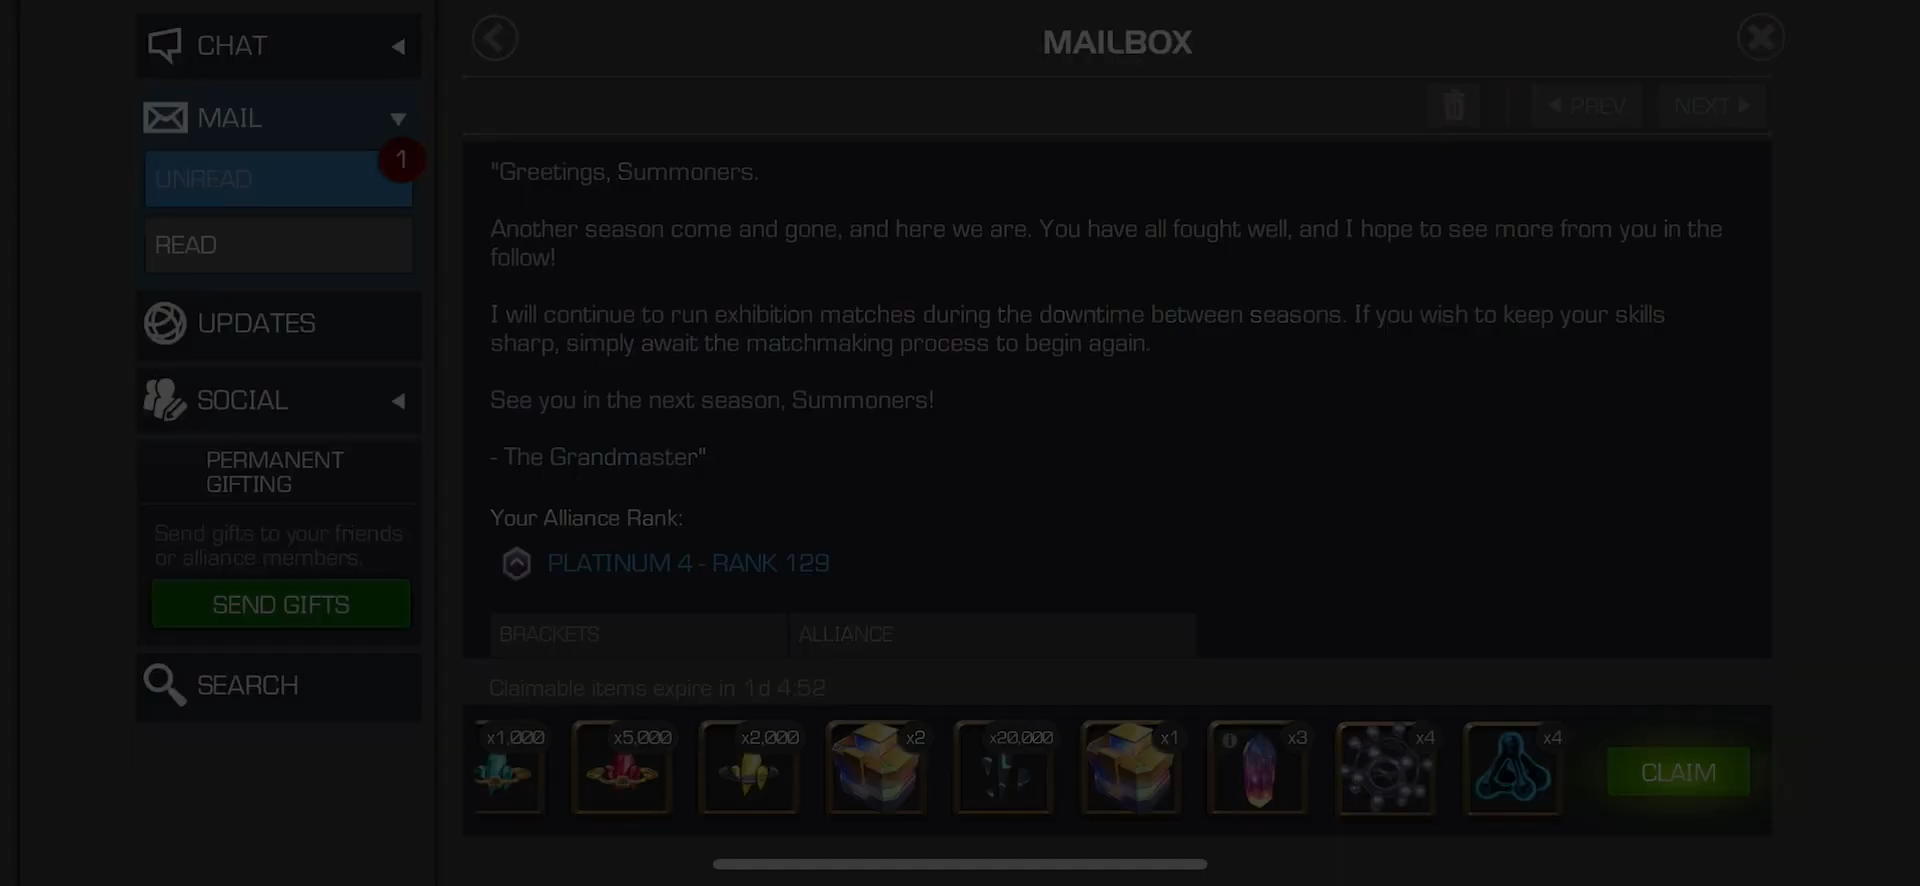 CHAT
MAIL
1
UNREAD
READ
UPDATES
SOCIAL
PERMANENT
GIFTING
Send gifts to your friends
or alliance members.
SEND GIFTS
SEARCH
MAILBOX
PREV
NEXT
"Greetings, Summoners.
Another season come and gone, and here we are. You have all fought well, and I hope to see more from you in the
follow!
I will continue to run exhibition matches during the downtime between seasons. If you wish to keep your skills
sharp, simply await the matchmaking process to begin again.
See you in the next season, Summoners!
- The Grandmaster"
Your Alliance Rank:
PLATINUM 4 - RANK 129
BRACKETS
ALLIANCE
Claimable items expire in 1d 4:52
x1,000
x5,000
x2,000
x2
x20,000
x1
x3
x4
x4
CLAIM